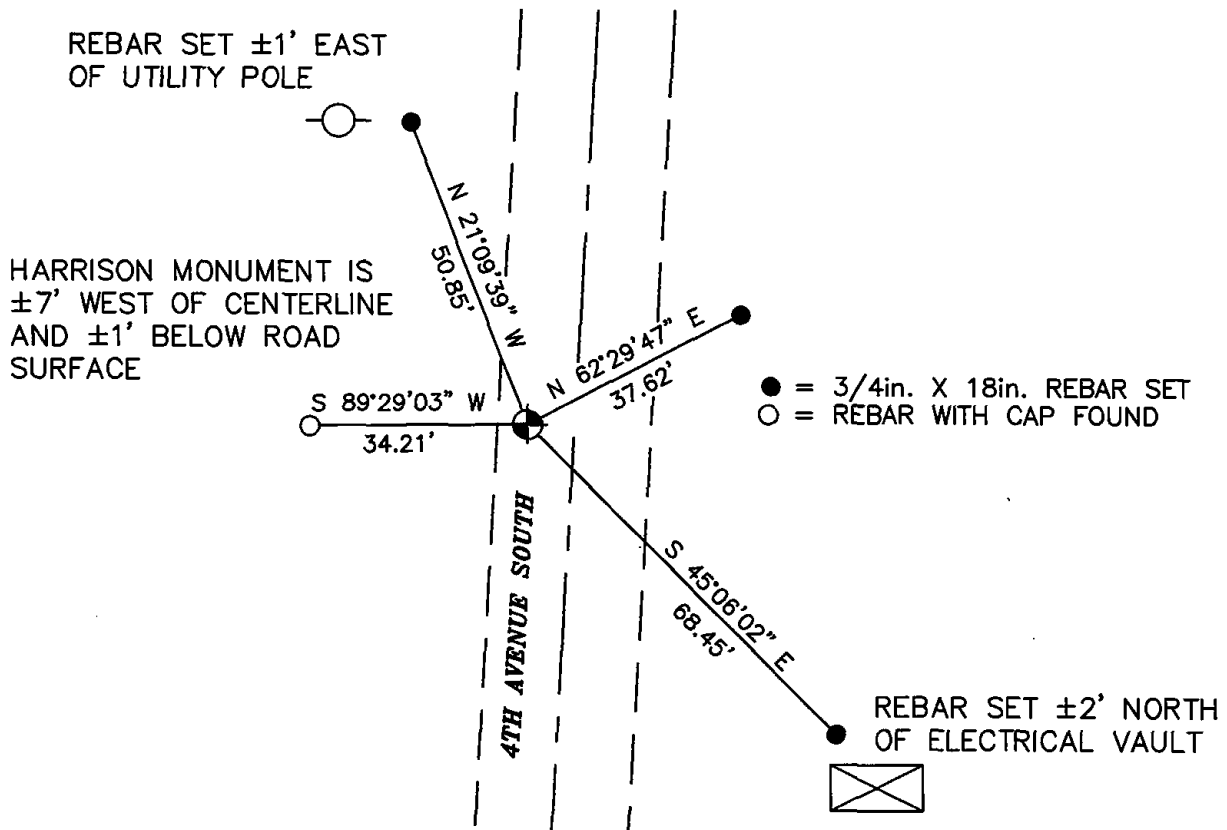 REBAR SET ±1' EAST
OF UTILITY POLE
N 21°09'39" W
50.85'
HARRISON MONUMENT IS
±7' WEST OF CENTERLINE
AND ±1' BELOW ROAD
SURFACE
N 62°29'47" E
37.62'
● = 3/4in. X 18in. REBAR SET
○ = REBAR WITH CAP FOUND
S 89°29'03" W
34.21'
4TH AVENUE SOUTH
S 45°06'02" E
68.45'
REBAR SET ±2' NORTH
OF ELECTRICAL VAULT